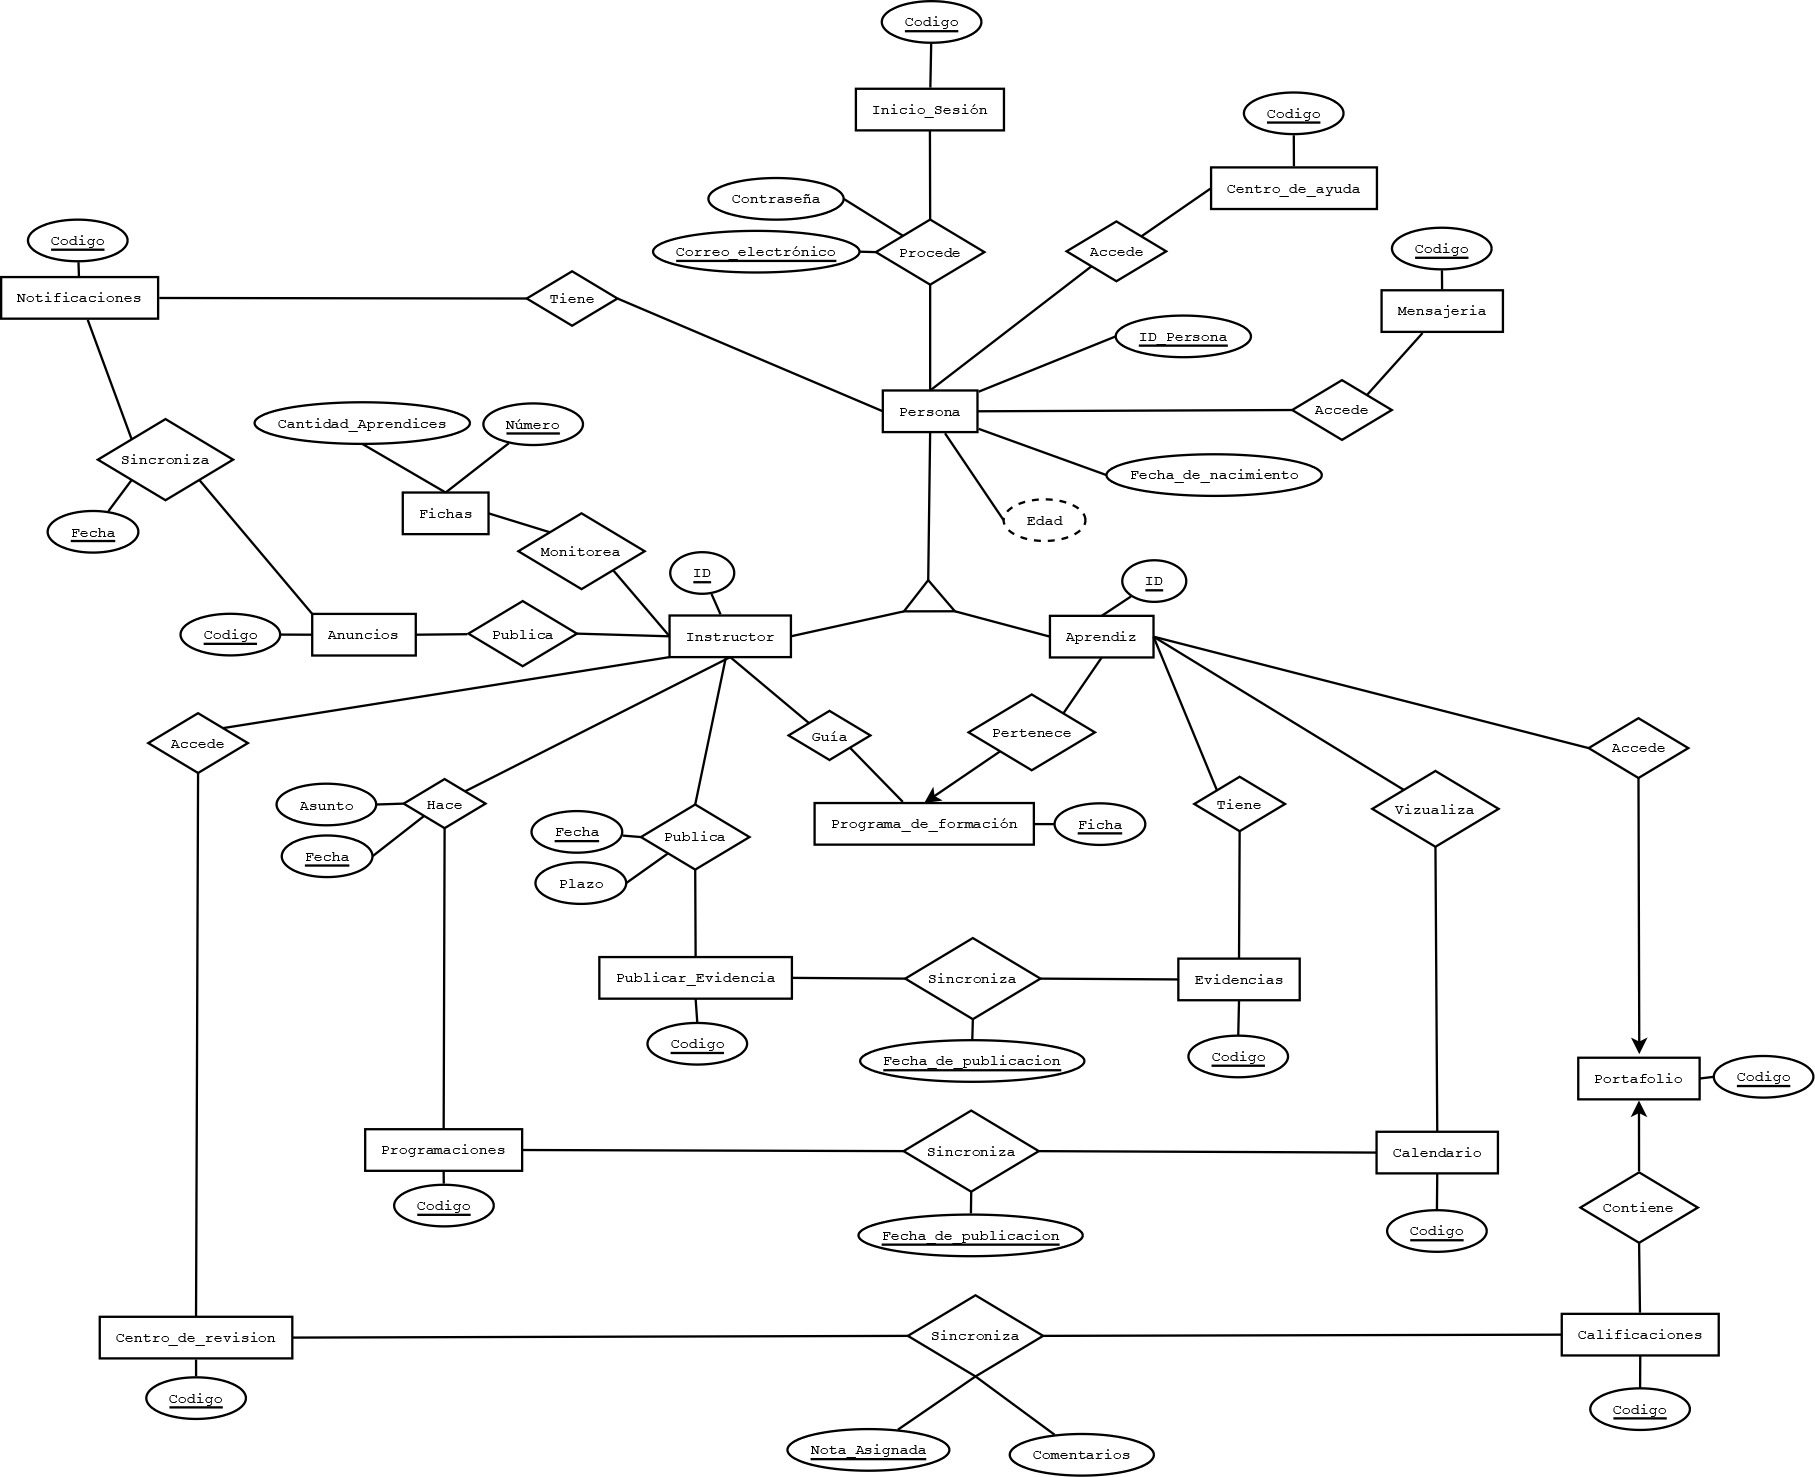 Codigo
Inicio_Sesión
Codigo
Centro_de_ayuda
Contraseña
Correo_electrónico
Procede
Accede
Codigo
Notificaciones
Tiene
Codigo
Mensajeria
ID_Persona
Persona
Accede
Cantidad_Aprendices
Número
Sincroniza
Fecha_de_nacimiento
Fichas
Edad
Fecha
Monitorea
ID
ID
Codigo
Anuncios
Publica
Instructor
Aprendiz
Accede
Guía
Pertenece
Accede
Asunto
Hace
Fecha
Fecha
Publica
Plazo
Programa_de_formación
Ficha
Tiene
Vizualiza
Publicar_Evidencia
Sincroniza
Evidencias
Codigo
Fecha_de_publicacion
Codigo
Portafolio
Codigo
Programaciones
Sincroniza
Calendario
Codigo
Fecha_de_publicacion
Codigo
Contiene
Centro_de_revision
Sincroniza
Calificaciones
Codigo
Codigo
Nota_Asignada
Comentarios